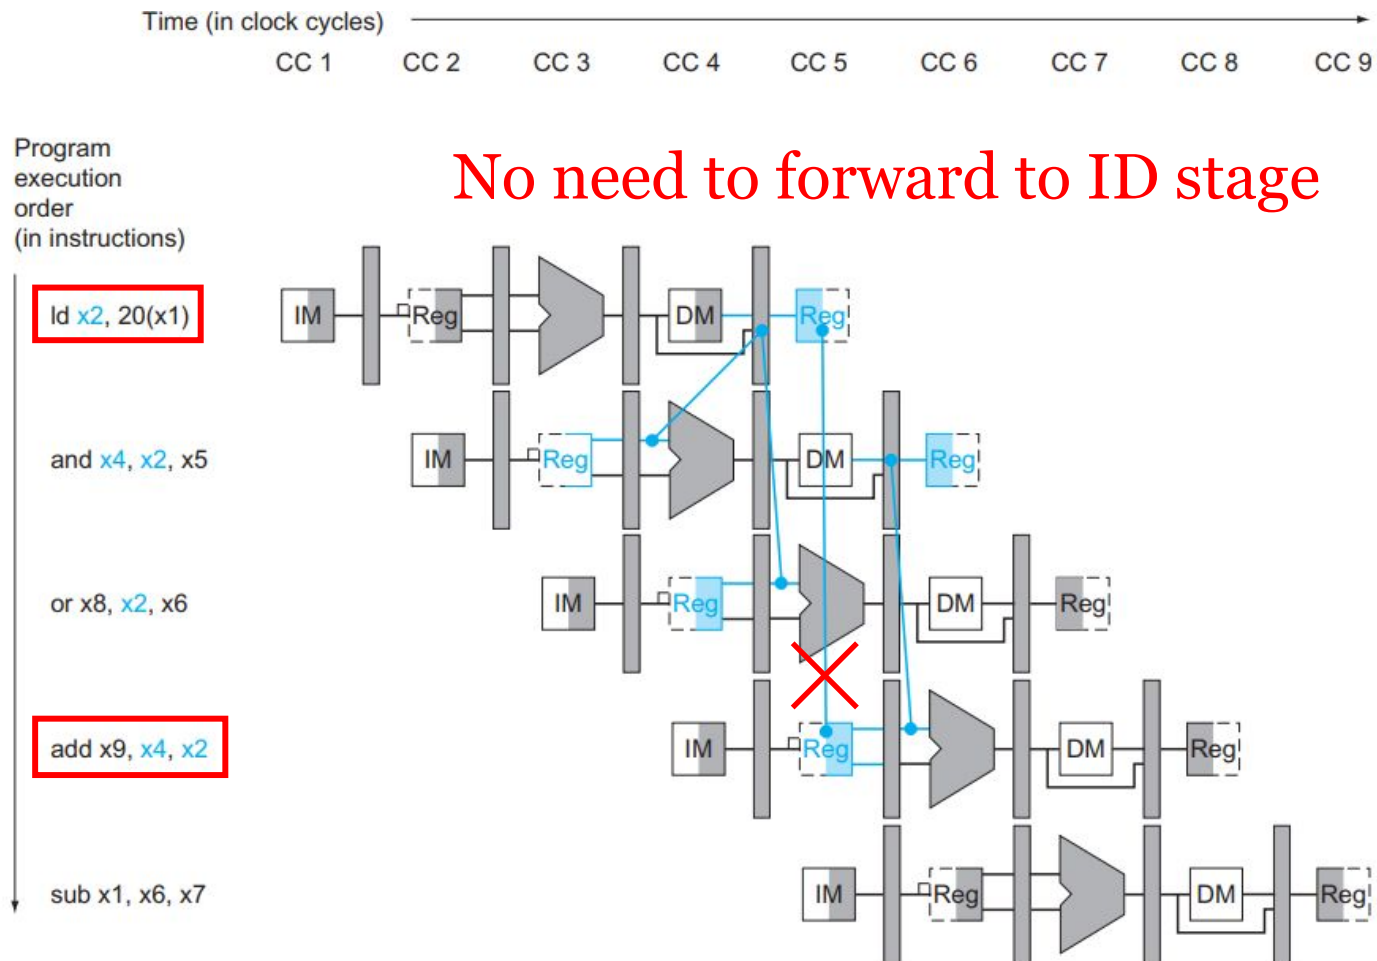 Time (in clock cycles)
CC 1 CC 2 CC 3 CC 4 CC 5 CC 6 CC 7 CC 8 CC 9
Program
execution
order
(in instructions)
No need to forward to ID stage
ld x2, 20(x1) IM Reg DM Reg
and x4, x2, x5 IM Reg DM Reg
or x8, x2, x6 IM Reg DM Reg
add x9, x4, x2 IM Reg DM Reg
sub x1, x6, x7 IM Reg DM Reg